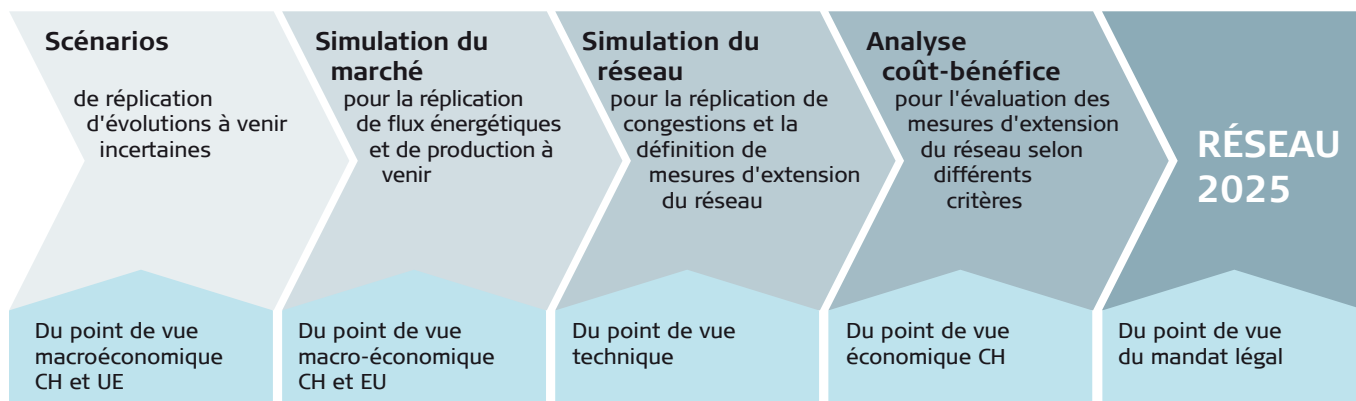 Scénarios
de réplication
d'évolutions à venir
incertaines
Simulation du
marché
pour la réplication
de flux énergétiques
et de production à
venir
Simulation du
réseau
pour la réplication de
congestions et la
définition de
mesures d'extension
du réseau
Analyse
coût-bénéfice
pour l'évaluation des
mesures d'extension
du réseau selon
différents
critères
RÉSEAU
2025
Du point de vue
macroéconomique
CH et UE
Du point de vue
macro-économique
CH et EU
Du point de vue
technique
Du point de vue
économique CH
Du point de vue
du mandat légal